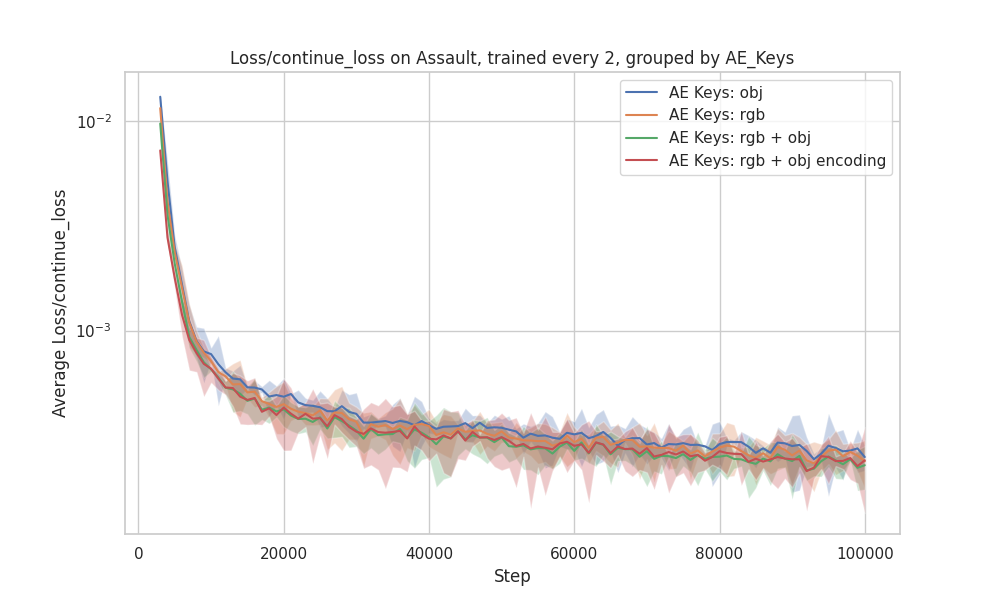 Loss/continue_loss on Assault, trained every 2, grouped by AE_Keys
AE Keys: obj
AE Keys: rgb
AE Keys: rgb + obj
AE Keys: rgb + obj encoding
Average Loss/continue_loss
10⁻²
10⁻³
0 20000 40000 60000 80000 100000
Step